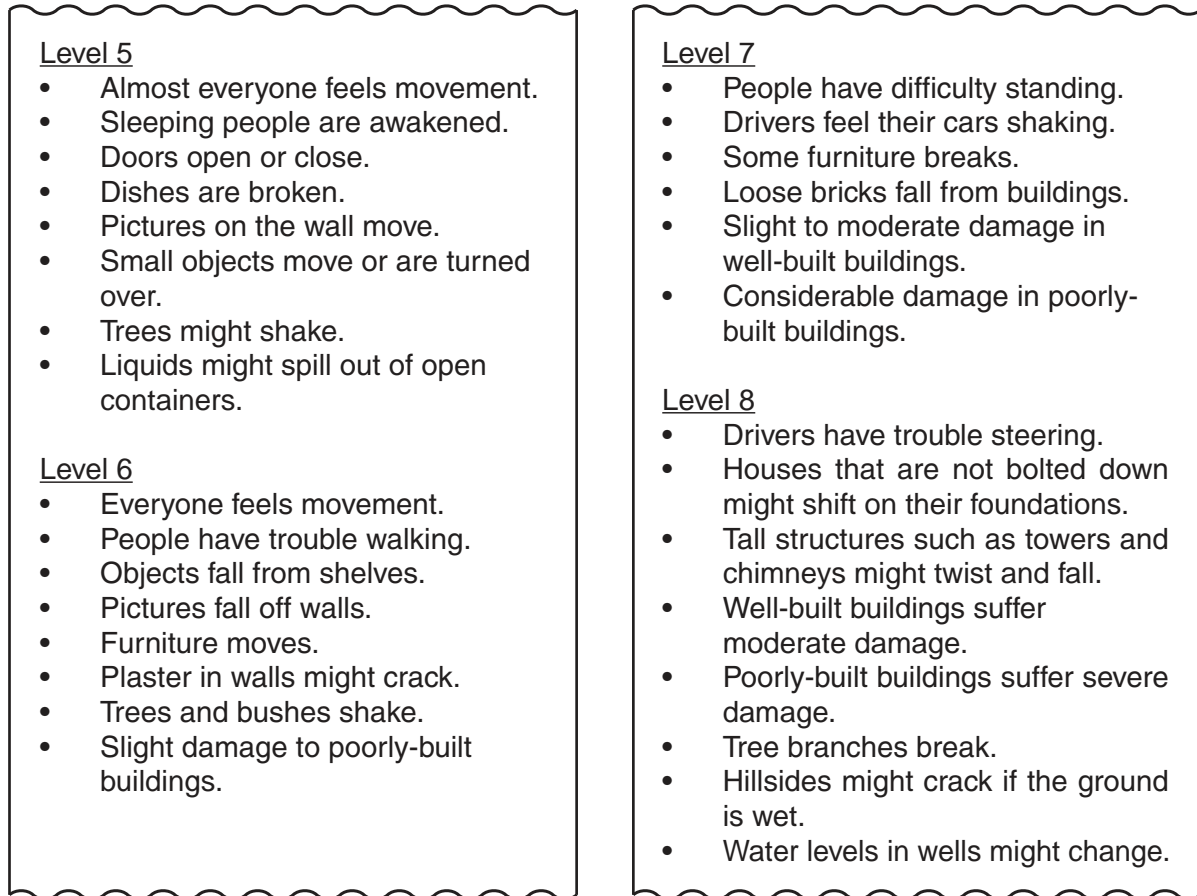 Level 5
• Almost everyone feels movement.
• Sleeping people are awakened.
• Doors open or close.
• Dishes are broken.
• Pictures on the wall move.
• Small objects move or are turned
over.
• Trees might shake.
• Liquids might spill out of open
containers.
Level 6
• Everyone feels movement.
• People have trouble walking.
• Objects fall from shelves.
• Pictures fall off walls.
• Furniture moves.
• Plaster in walls might crack.
• Trees and bushes shake.
• Slight damage to poorly-built
buildings.
Level 7
• People have difficulty standing.
• Drivers feel their cars shaking.
• Some furniture breaks.
• Loose bricks fall from buildings.
• Slight to moderate damage in
well-built buildings.
• Considerable damage in poorly-
built buildings.
Level 8
• Drivers have trouble steering.
• Houses that are not bolted down
might shift on their foundations.
• Tall structures such as towers and
chimneys might twist and fall.
• Well-built buildings suffer
moderate damage.
• Poorly-built buildings suffer severe
damage.
• Tree branches break.
• Hillsides might crack if the ground
is wet.
• Water levels in wells might change.